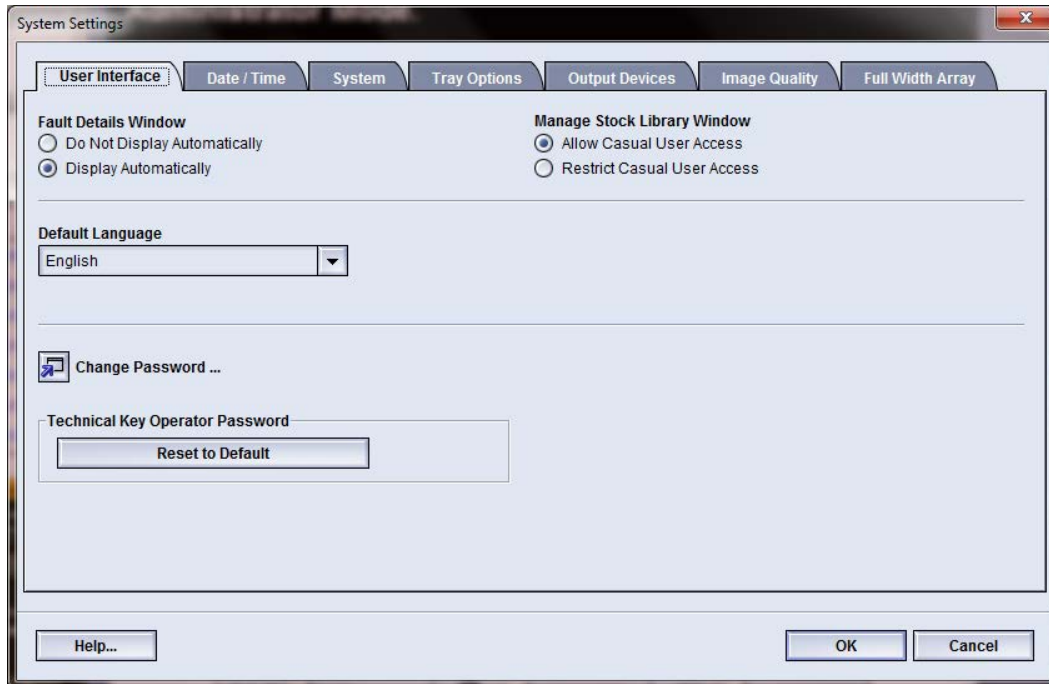 System Settings
User Interface
Date / Time
System
Tray Options
Output Devices
Image Quality
Full Width Array
Fault Details Window
Do Not Display Automatically
Display Automatically
Manage Stock Library Window
Allow Casual User Access
Restrict Casual User Access
Default Language
English
Change Password ...
Technical Key Operator Password
Reset to Default
Help...
OK
Cancel